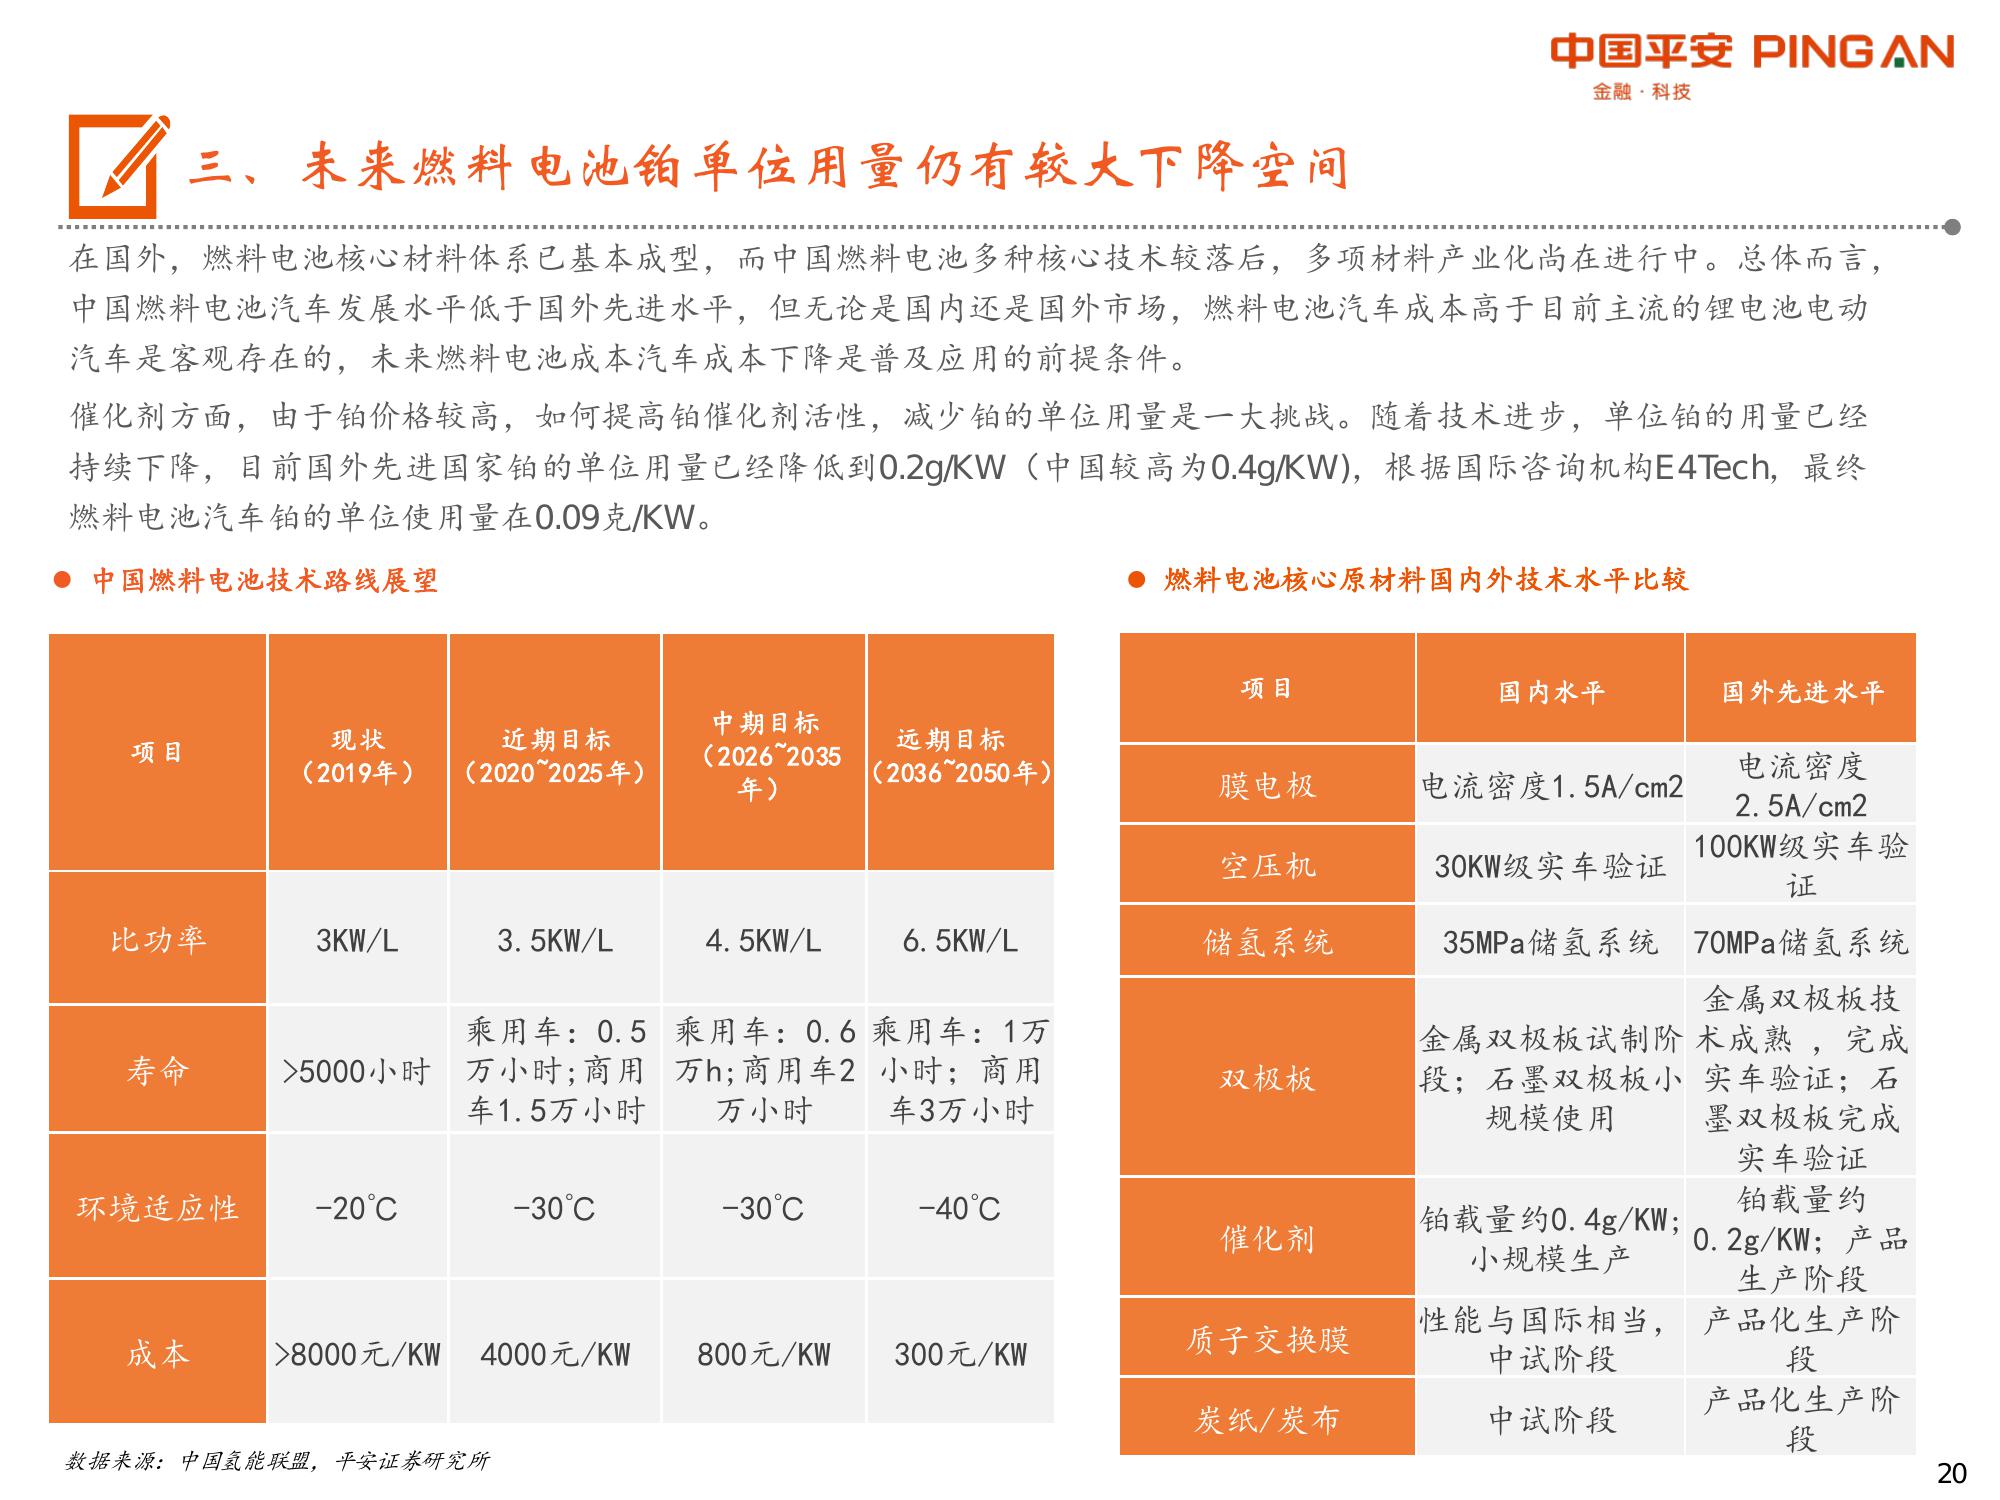 中国平安 PING AN
金融·科技
三、未来燃料电池铂单位用量仍有较大下降空间
在国外，燃料电池核心材料体系已基本成型，而中国燃料电池多种核心技术较落后，多项材料产业化尚在进行中。总体而言，
中国燃料电池汽车发展水平低于国外先进水平，但无论是国内还是国外市场，燃料电池汽车成本高于目前主流的锂电池电动
汽车是客观存在的，未来燃料电池成本汽车成本下降是普及应用的前提条件。
催化剂方面，由于铂价格较高，如何提高铂催化剂活性，减少铂的单位用量是一大挑战。随着技术进步，单位铂的用量已经
持续下降，目前国外先进国家铂的单位用量已经降低到0.2g/KW（中国较高为0.4g/KW)，根据国际咨询机构E4Tech，最终
燃料电池汽车铂的单位使用量在0.09克/KW。
● 中国燃料电池技术路线展望
项目
现状
（2019年）
近期目标
（2020~2025年）
中期目标
（2026~2035
年）
远期目标
（2036~2050年）
比功率
3KW/L
3.5KW/L
4.5KW/L
6.5KW/L
寿命
>5000小时
乘用车：0.5
万小时;商用
车1.5万小时
乘用车：0.6
万h;商用车2
万小时
乘用车：1万
小时；商用
车3万小时
环境适应性
-20℃
-30℃
-30℃
-40℃
成本
>8000元/KW
4000元/KW
800元/KW
300元/KW
● 燃料电池核心原材料国内外技术水平比较
项目
国内水平
国外先进水平
膜电极
电流密度1.5A/cm2
电流密度
2.5A/cm2
空压机
30KW级实车验证
100KW级实车验
证
储氢系统
35MPa储氢系统
70MPa储氢系统
双极板
金属双极板试制阶
段；石墨双极板小
规模使用
金属双极板技
术成熟 ，完成
实车验证；石
墨双极板完成
实车验证
催化剂
铂载量约0.4g/KW；
小规模生产
铂载量约
0.2g/KW；产品
生产阶段
质子交换膜
性能与国际相当，
中试阶段
产品化生产阶
段
炭纸/炭布
中试阶段
产品化生产阶
段
数据来源：中国氢能联盟，平安证券研究所
20